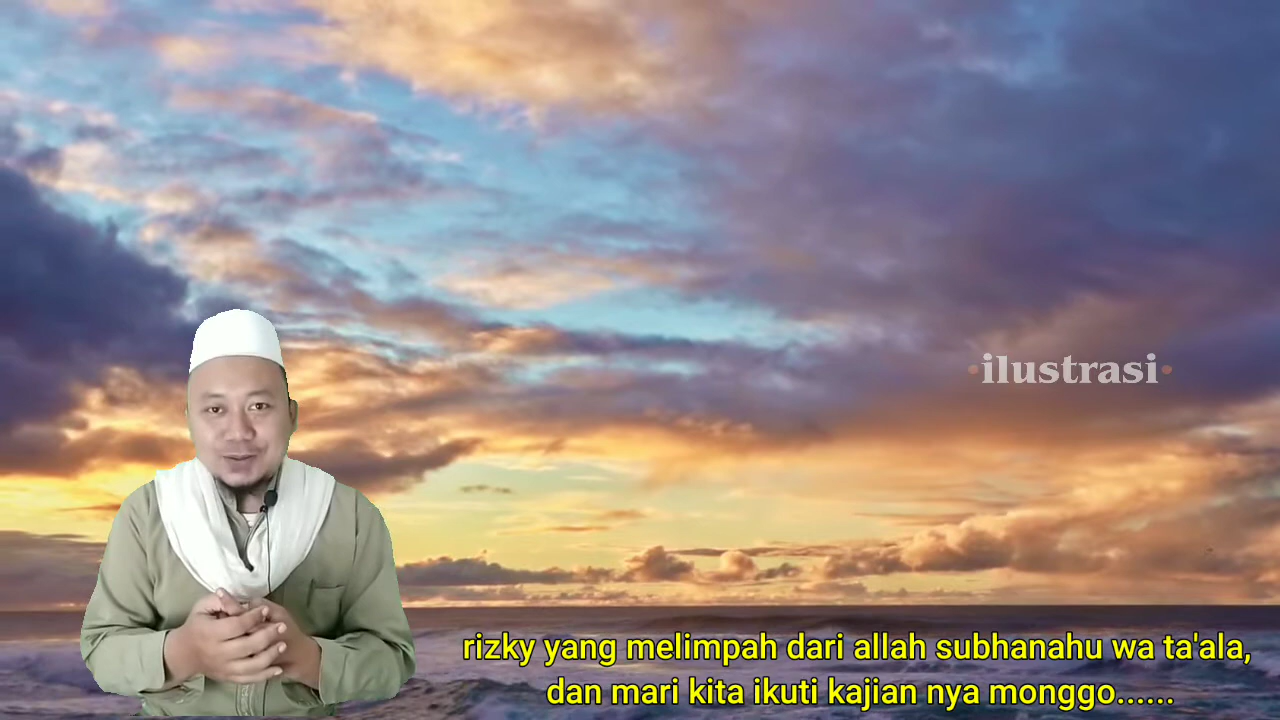 •ilustrasi•
rizky yang melimpah dari allah subhanahu wa ta'ala,
dan mari kita ikuti kajian nya monggo......